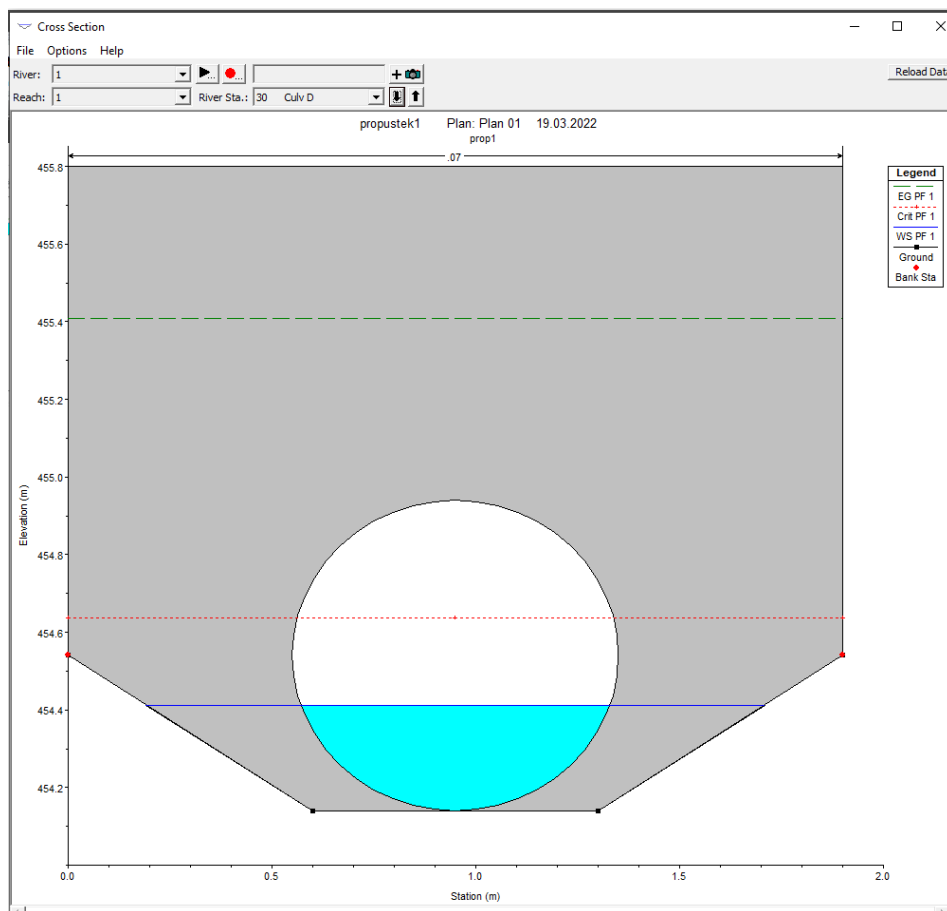 Cross Section
File Options Help
River: 1
Reload Data
Reach: 1 River Sta.: 30 Culv D
propustek1 Plan: Plan 01 19.03.2022
prop1
.07
Legend
EG PF 1
Crit PF 1
WS PF 1
Ground
Bank Sta
455.8
455.6
455.4
455.2
455.0
454.8
454.6
454.4
454.2
Elevation (m)
0.0 0.5 1.0 1.5 2.0
Station (m)